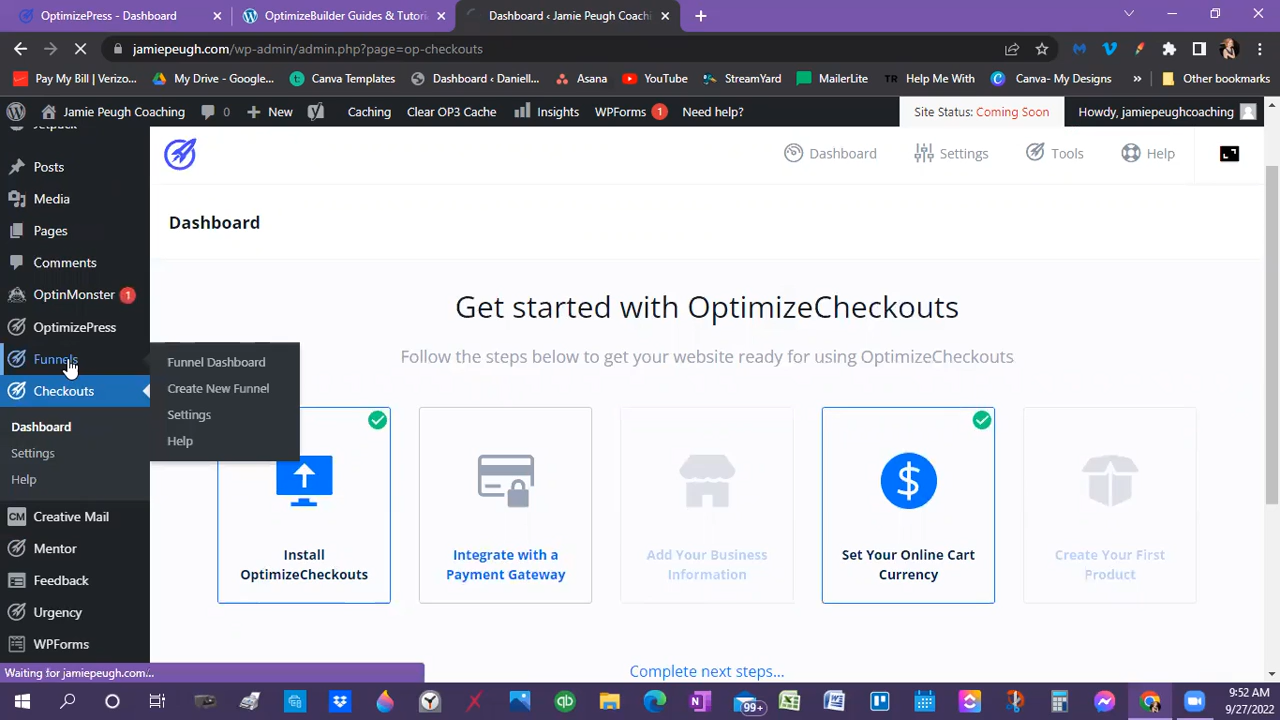 OptimizePress - Dashboard
OptimizeBuilder Guides & Tutori
Dashboard ‹ Jamie Peugh Coachi
jamiepeugh.com/wp-admin/admin.php?page=op-checkouts
Pay My Bill | Verizo...
My Drive - Google...
Canva Templates
Dashboard ‹ Daniell...
Asana
YouTube
StreamYard
MailerLite
TR
Help Me With
Canva- My Designs
»
Other bookmarks
Jamie Peugh Coaching
0
New
Caching
Clear OP3 Cache
Insights
WPForms
1
Need help?
Site Status: Coming Soon
Howdy, jamiepeughcoaching
Jetpack
Posts
Media
Pages
Comments
OptinMonster
1
OptimizePress
Funnels
Checkouts
Dashboard
Settings
Help
CM
Creative Mail
Mentor
Feedback
Urgency
WPForms
Funnel Dashboard
Create New Funnel
Settings
Help
Dashboard
Settings
Tools
Help
Dashboard
Get started with OptimizeCheckouts
Follow the steps below to get your website ready for using OptimizeCheckouts
Install
OptimizeCheckouts
Integrate with a
Payment Gateway
Add Your Business
Information
$
Set Your Online Cart
Currency
Create Your First
Product
Complete next steps...
Waiting for jamiepeugh.com/...
99+
9:52 AM
9/27/2022